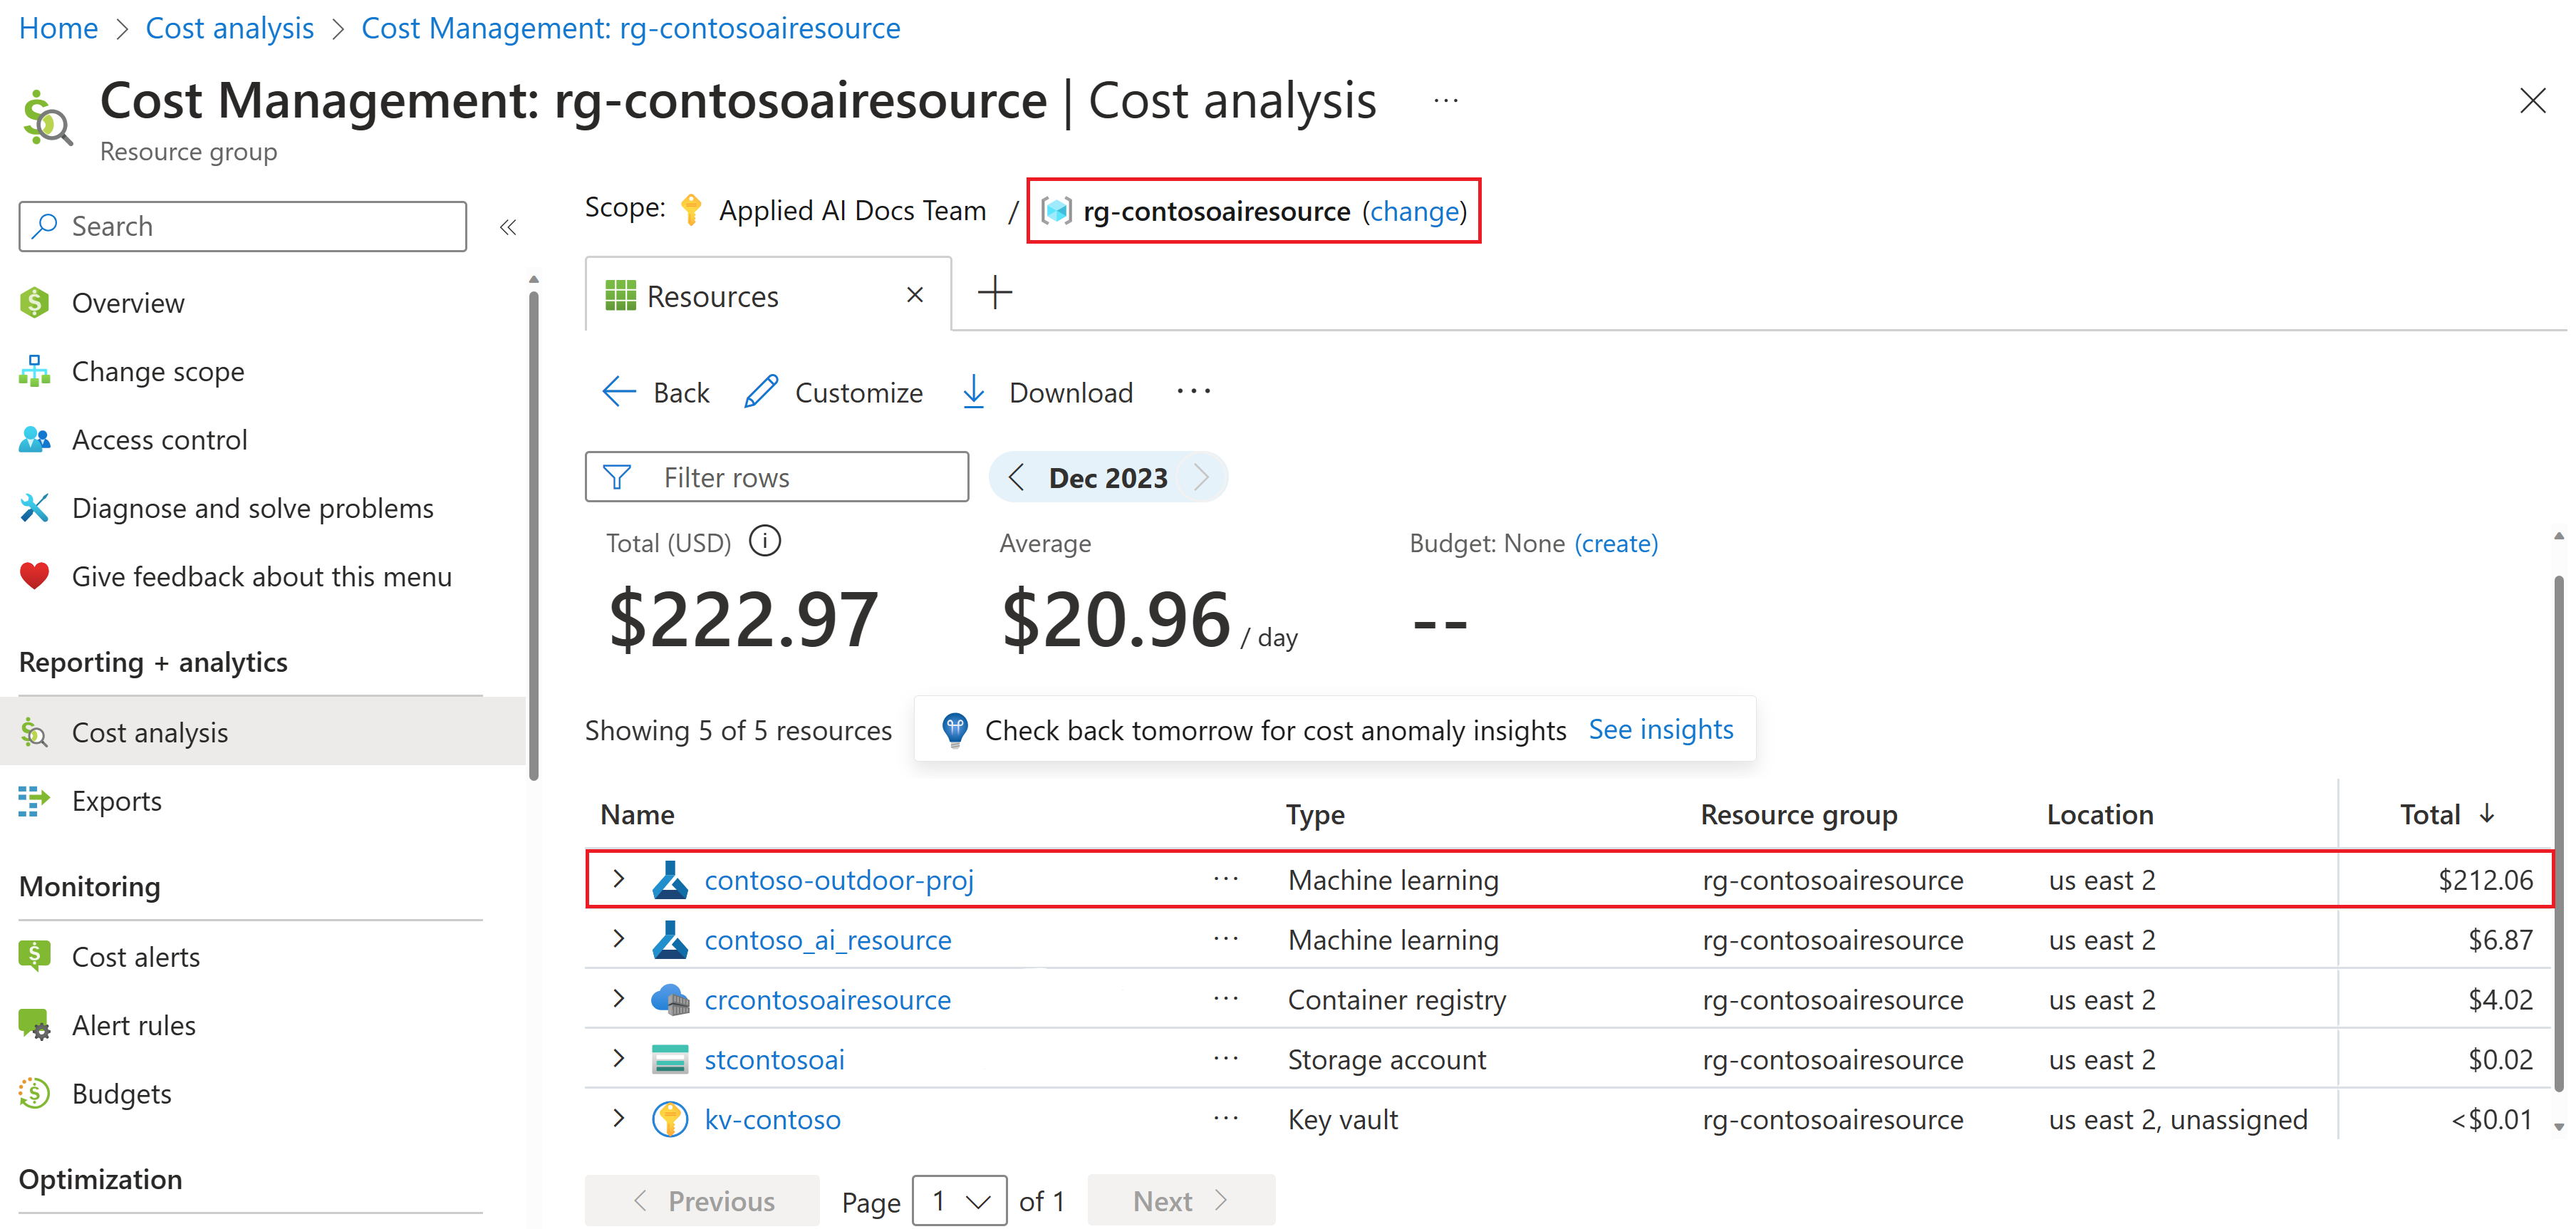 Home > Cost analysis > Cost Management: rg-contosoairesource
Cost Management: rg-contosoairesource | Cost analysis ...
Resource group
Search «
Overview
Change scope
Access control
Diagnose and solve problems
Give feedback about this menu
Reporting + analytics
Cost analysis
Exports
Monitoring
Cost alerts
Alert rules
Budgets
Optimization
Scope: Applied AI Docs Team / rg-contosoairesource (change)
Resources
Back Customize Download ...
Filter rows Dec 2023
Total (USD) Average Budget: None (create)
$222.97 $20.96 / day --
Showing 5 of 5 resources Check back tomorrow for cost anomaly insights See insights
Name Type Resource group Location Total ↓
contoso-outdoor-proj ... Machine learning rg-contosoairesource us east 2 $212.06
contoso_ai_resource ... Machine learning rg-contosoairesource us east 2 $6.87
crcontosoairesource ... Container registry rg-contosoairesource us east 2 $4.02
stcontosoai ... Storage account rg-contosoairesource us east 2 $0.02
kv-contoso ... Key vault rg-contosoairesource us east 2, unassigned <$0.01
< Previous Page 1 of 1 Next >